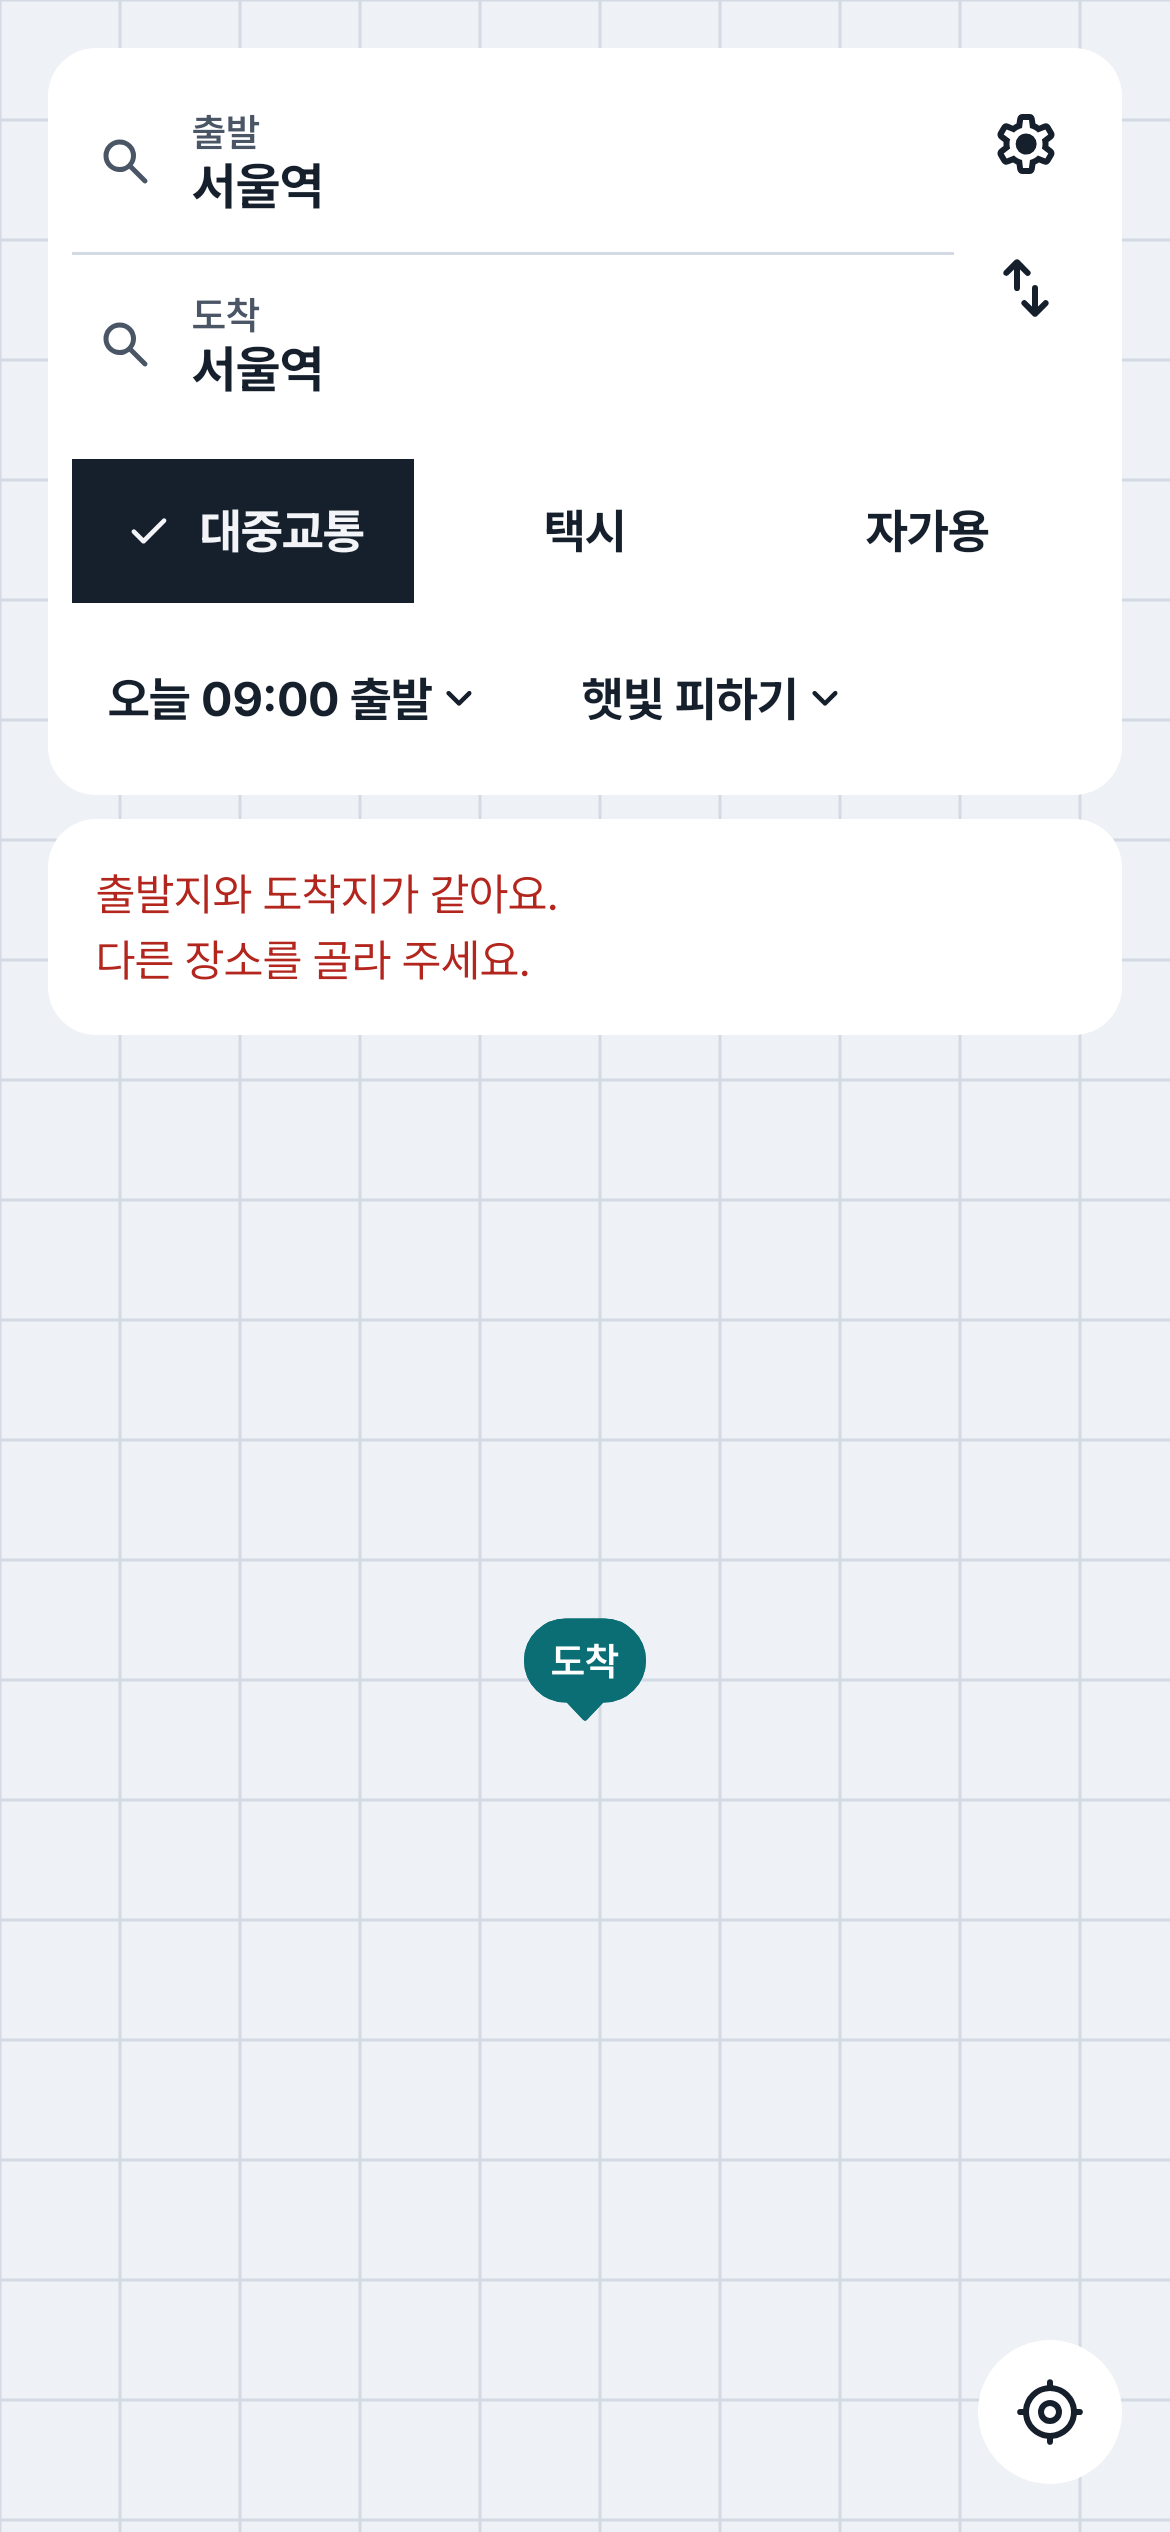 출발
서울역
도착
서울역
대중교통
택시
자가용
오늘 09:00 출발
햇빛 피하기
출발지와 도착지가 같아요.
다른 장소를 골라 주세요.
도착